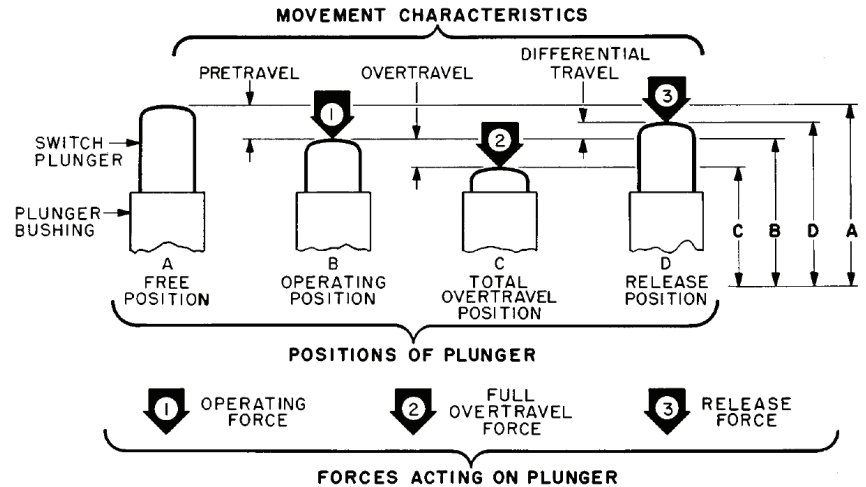 MOVEMENT CHARACTERISTICS
PRETRAVEL
OVERTRAVEL
DIFFERENTIAL
TRAVEL
1
2
3
SWITCH
PLUNGER
PLUNGER
BUSHING
A
FREE
POSITION
B
OPERATING
POSITION
C
TOTAL
OVERTRAVEL
POSITION
D
RELEASE
POSITION
C
B
D
A
POSITIONS OF PLUNGER
1
OPERATING
FORCE
2
FULL
OVERTRAVEL
FORCE
3
RELEASE
FORCE
FORCES ACTING ON PLUNGER